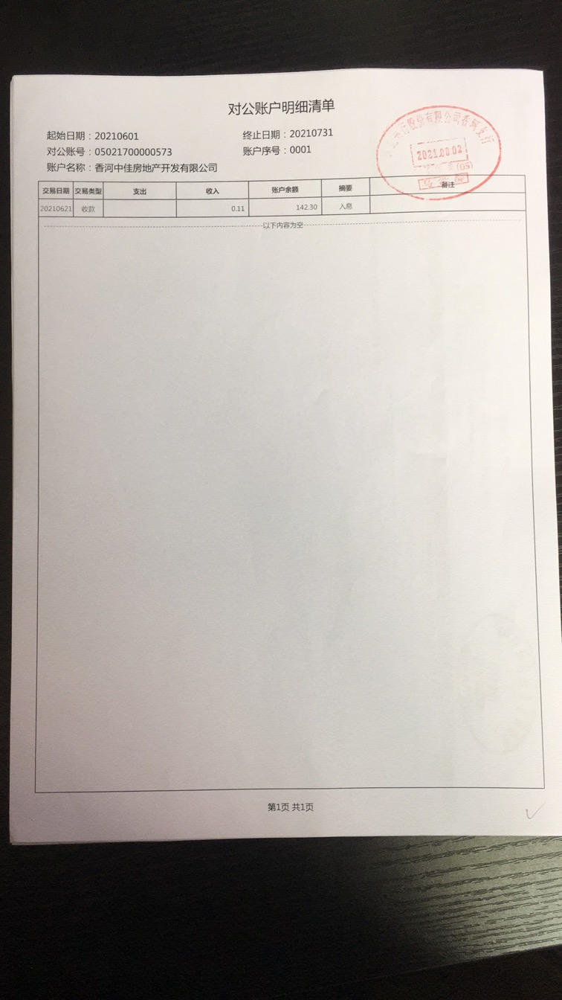 对公账户明细清单
起始日期：20210601 终止日期：20210731
对公账号：05021700000573 账户序号：0001
账户名称：香河中佳房地产开发有限公司
股份有限公司香河支行
2021.08.02
(05)
交易日期 交易类型 支出 收入 账户余额 摘要 备注
20210621 收款 0.11 142.30 入息
以下内容为空
第1页 共1页